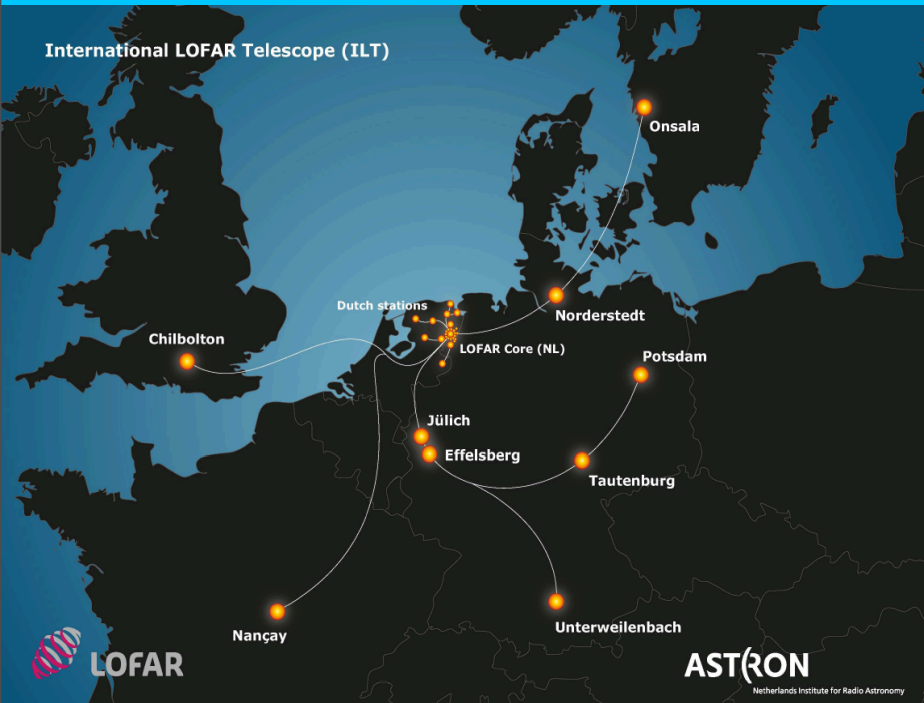 International LOFAR Telescope (ILT)
Onsala
Dutch stations
Norderstedt
Chilbolton
LOFAR Core (NL)
Potsdam
Jülich
Effelsberg
Tautenburg
Nançay
Unterweilenbach
LOFAR
ASTRON
Netherlands Institute for Radio Astronomy